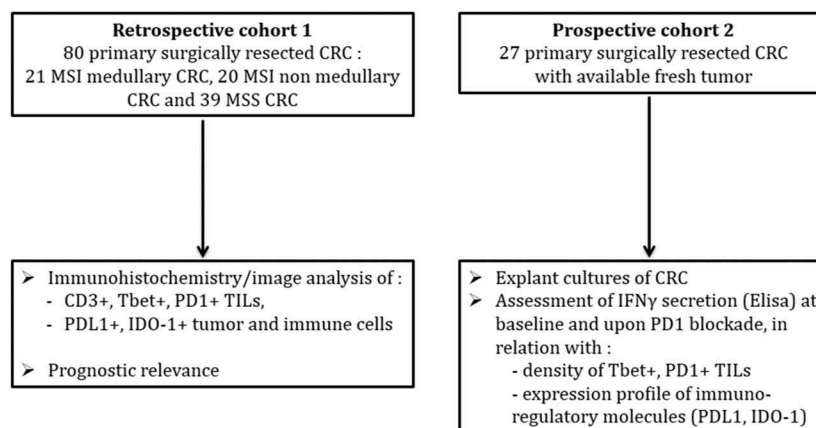 Retrospective cohort 1
80 primary surgically resected CRC :
21 MSI medullary CRC, 20 MSI non medullary
CRC and 39 MSS CRC
➢ Immunohistochemistry/image analysis of :
- CD3+, Tbet+, PD1+ TILs,
- PDL1+, IDO-1+ tumor and immune cells
➢ Prognostic relevance
Prospective cohort 2
27 primary surgically resected CRC
with available fresh tumor
➢ Explant cultures of CRC
➢ Assessment of IFNγ secretion (Elisa) at
baseline and upon PD1 blockade, in
relation with :
- density of Tbet+, PD1+ TILs
- expression profile of immuno-
regulatory molecules (PDL1, IDO-1)